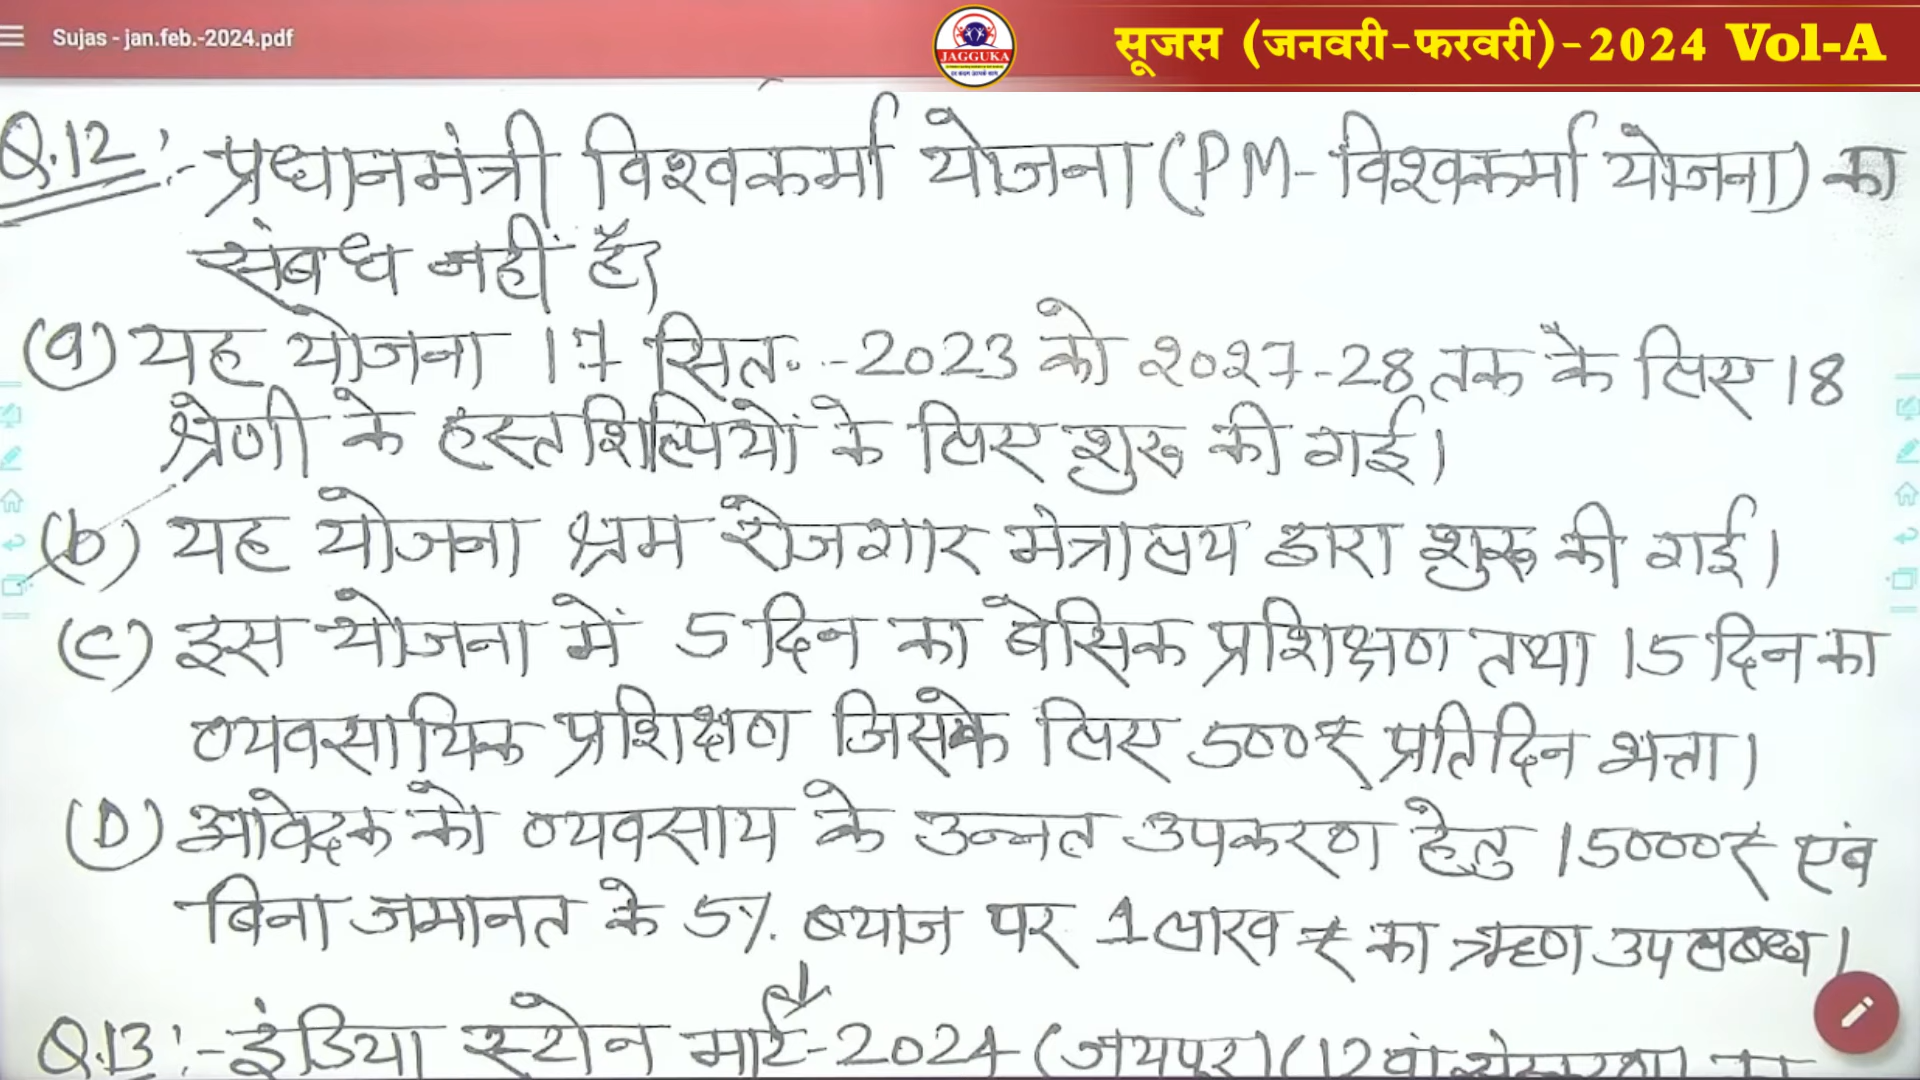 Sujas - jan.feb.-2024.pdf
JAGGUKA
सूजस (जनवरी-फरवरी)-2024 Vol-A
Q.12:- प्रधानमंत्री विश्वकर्मा योजना (PM- विश्वकर्मा योजना) का
संबंध नहीं है।
(a) यह योजना 17 सित. -2023 को २०२७-28 तक के लिए 18
श्रेणी के हस्तशिल्पियों के लिए शुरू की गई।
(b) यह योजना श्रम रोजगार मंत्रालय द्वारा शुरू की गई।
(c) इस योजना में 5 दिन का बेसिक प्रशिक्षण तथा 15 दिन का
व्यवसायिक प्रशिक्षण जिसके लिए 500₹ प्रतिदिन भत्ता।
(D) आवेदक को व्यवसाय के उन्नत उपकरण हेतु 15000₹ एंव
बिना जमानत के 5% ब्याज पर 1 लाख ₹ का ऋण उपलब्ध।
Q.13:- इंडिया स्टोन मार्ट-2024 (जयपुर) (12वां